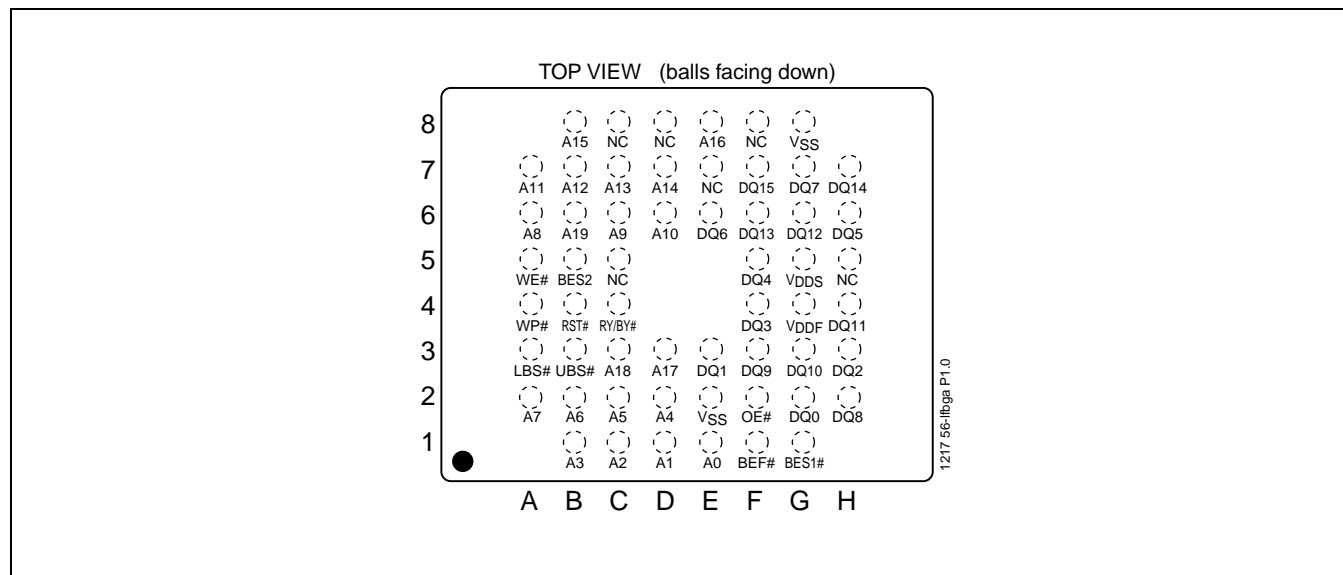 TOP VIEW (balls facing down)
8
A15 NC NC A16 NC VSS
7
A11 A12 A13 A14 NC DQ15 DQ7 DQ14
6
A8 A19 A9 A10 DQ6 DQ13 DQ12 DQ5
5
WE# BES2 NC DQ4 VDDS NC
4
WP# RST# RY/BY# DQ3 VDDF DQ11
3
LBS# UBS# A18 A17 DQ1 DQ9 DQ10 DQ2
2
A7 A6 A5 A4 VSS OE# DQ0 DQ8
1
A3 A2 A1 A0 BEF# BES1#
A B C D E F G H
1217 56-lfbga P1.0